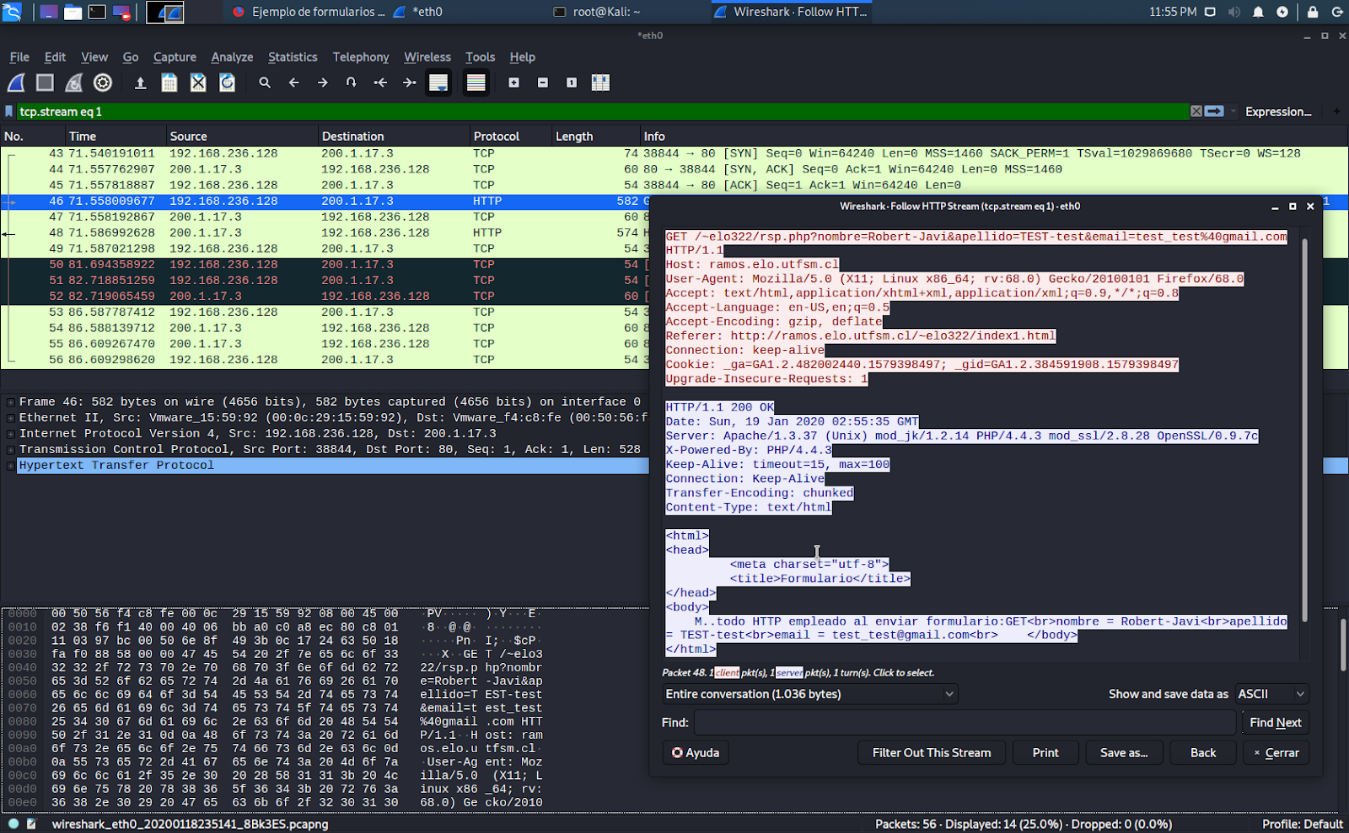 Ejemplo de formularios ...
*eth0
root@Kali: ~
Wireshark · Follow HTT...
11:55 PM
*eth0
File Edit View Go Capture Analyze Statistics Telephony Wireless Tools Help
tcp.stream eq 1
Expression...
No. Time Source Destination Protocol Length Info
43 71.540191011 192.168.236.128 200.1.17.3 TCP 74 38844 → 80 [SYN] Seq=0 Win=64240 Len=0 MSS=1460 SACK_PERM=1 TSval=1029869680 TSecr=0 WS=128
44 71.557762907 200.1.17.3 192.168.236.128 TCP 60 80 → 38844 [SYN, ACK] Seq=0 Ack=1 Win=64240 Len=0 MSS=1460
45 71.557818887 192.168.236.128 200.1.17.3 TCP 54 38844 → 80 [ACK] Seq=1 Ack=1 Win=64240 Len=0
46 71.558009677 192.168.236.128 200.1.17.3 HTTP 582 G 1
47 71.558192867 200.1.17.3 192.168.236.128 TCP 60 8
48 71.586992628 200.1.17.3 192.168.236.128 HTTP 574 H
49 71.587021298 192.168.236.128 200.1.17.3 TCP 54 3
50 81.694358922 192.168.236.128 200.1.17.3 TCP 54 [
51 82.718851259 192.168.236.128 200.1.17.3 TCP 54 [
52 82.719065459 200.1.17.3 192.168.236.128 TCP 60 [
53 86.587787412 192.168.236.128 200.1.17.3 TCP 54 3
54 86.588139712 200.1.17.3 192.168.236.128 TCP 60 8
55 86.609267470 200.1.17.3 192.168.236.128 TCP 60 8
56 86.609298620 192.168.236.128 200.1.17.3 TCP 54 3
Frame 46: 582 bytes on wire (4656 bits), 582 bytes captured (4656 bits) on interface 0
Ethernet II, Src: Vmware_15:59:92 (00:0c:29:15:59:92), Dst: Vmware_f4:c8:fe (00:50:56:f
Internet Protocol Version 4, Src: 192.168.236.128, Dst: 200.1.17.3
Transmission Control Protocol, Src Port: 38844, Dst Port: 80, Seq: 1, Ack: 1, Len: 528
Hypertext Transfer Protocol
0000 00 50 56 f4 c8 fe 00 0c 29 15 59 92 08 00 45 00 ·PV····· )·Y···E·
0010 02 38 f6 f1 40 00 40 06 bb a0 c0 a8 ec 80 c8 01 ·8··@·@· ········
0020 11 03 97 bc 00 50 6e 8f 49 3b 0c 17 24 63 50 18 ·····Pn· I;··$cP·
0030 fa f0 88 58 00 00 47 45 54 20 2f 7e 65 6c 6f 33 ···X··GE T /~elo3
0040 32 32 2f 72 73 70 2e 70 68 70 3f 6e 6f 6d 62 72 22/rsp.p hp?nombr
0050 65 3d 52 6f 62 65 72 74 2d 4a 61 76 69 26 61 70 e=Robert -Javi&ap
0060 65 6c 6c 69 64 6f 3d 54 45 53 54 2d 74 65 73 74 ellido=T EST-test
0070 26 65 6d 61 69 6c 3d 74 65 73 74 5f 74 65 73 74 &email=t est_test
0080 25 34 30 67 6d 61 69 6c 2e 63 6f 6d 20 48 54 54 %40gmail .com HTT
0090 50 2f 31 2e 31 0d 0a 48 6f 73 74 3a 20 72 61 6d P/1.1··H ost: ram
00a0 6f 73 2e 65 6c 6f 2e 75 74 66 73 6d 2e 63 6c 0d os.elo.u tfsm.cl·
00b0 0a 55 73 65 72 2d 41 67 65 6e 74 3a 20 4d 6f 7a ·User-Ag ent: Moz
00c0 69 6c 6c 61 2f 35 2e 30 20 28 58 31 31 3b 20 4c illa/5.0 (X11; L
00d0 69 6e 75 78 20 78 38 36 5f 36 34 3b 20 72 76 3a inux x86 _64; rv:
00e0 36 38 2e 30 29 20 47 65 63 6b 6f 2f 32 30 31 30 68.0) Ge cko/2010
Wireshark · Follow HTTP Stream (tcp.stream eq 1) · eth0
GET /~elo322/rsp.php?nombre=Robert-Javi&apellido=TEST-test&email=test_test%40gmail.com
HTTP/1.1
Host: ramos.elo.utfsm.cl
User-Agent: Mozilla/5.0 (X11; Linux x86_64; rv:68.0) Gecko/20100101 Firefox/68.0
Accept: text/html,application/xhtml+xml,application/xml;q=0.9,*/*;q=0.8
Accept-Language: en-US,en;q=0.5
Accept-Encoding: gzip, deflate
Referer: http://ramos.elo.utfsm.cl/~elo322/index1.html
Connection: keep-alive
Cookie: _ga=GA1.2.482002440.1579398497; _gid=GA1.2.384591908.1579398497
Upgrade-Insecure-Requests: 1
HTTP/1.1 200 OK
Date: Sun, 19 Jan 2020 02:55:35 GMT
Server: Apache/1.3.37 (Unix) mod_jk/1.2.14 PHP/4.4.3 mod_ssl/2.8.28 OpenSSL/0.9.7c
X-Powered-By: PHP/4.4.3
Keep-Alive: timeout=15, max=100
Connection: Keep-Alive
Transfer-Encoding: chunked
Content-Type: text/html
<html>
<head>
<meta charset="utf-8">
<title>Formulario</title>
</head>
<body>
M..todo HTTP empleado al enviar formulario:GET<br>nombre = Robert-Javi<br>apellido
= TEST-test<br>email = test_test@gmail.com<br> </body>
</html>
Packet 48. 1 client pkt(s), 1 server pkt(s), 1 turn(s). Click to select.
Entire conversation (1.036 bytes)
Show and save data as ASCII
Find:
Find Next
Ayuda
Filter Out This Stream
Print
Save as...
Back
Cerrar
wireshark_eth0_20200118235141_8Bk3ES.pcapng
Packets: 56 · Displayed: 14 (25.0%) · Dropped: 0 (0.0%)
Profile: Default